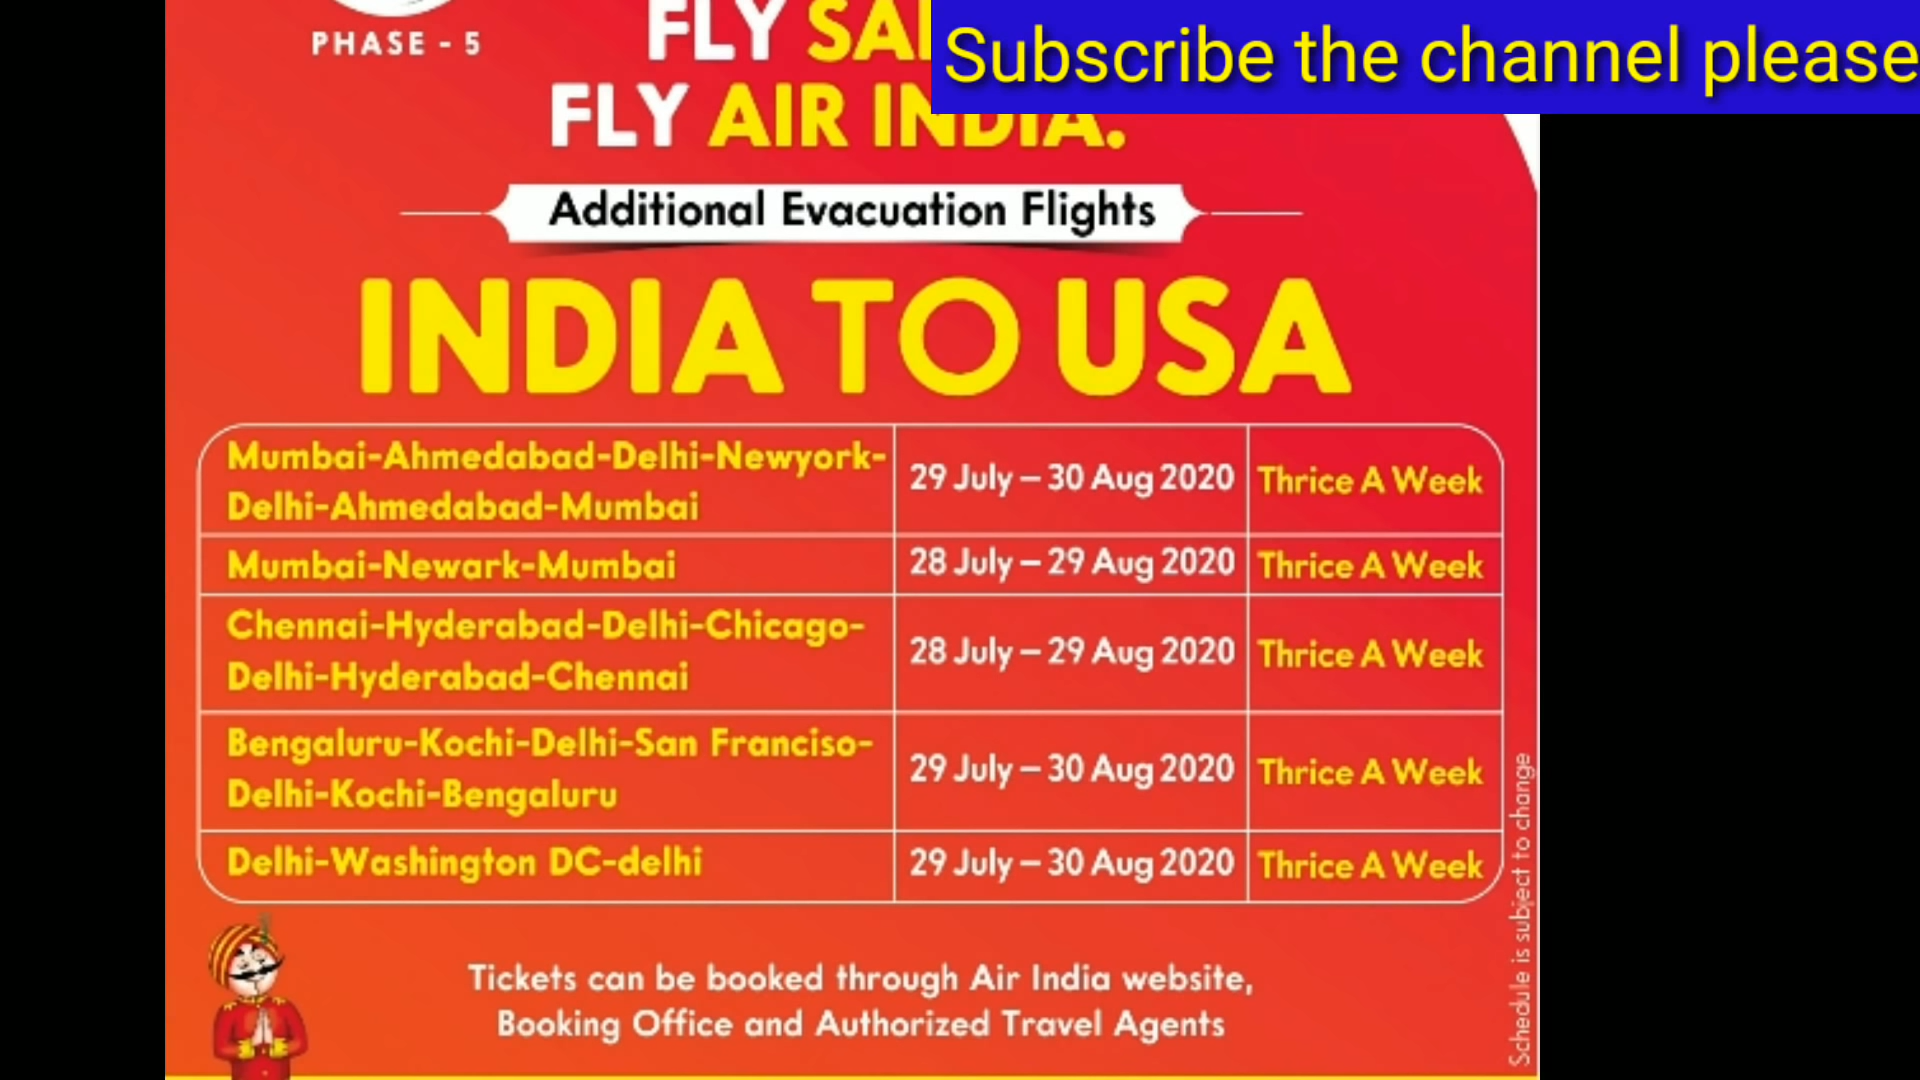 PHASE - 5
FLY
Subscribe the channel please
FLY AIR INDIA.
Additional Evacuation Flights
INDIA TO USA
Mumbai-Ahmedabad-Delhi-Newyork-
Delhi-Ahmedabad-Mumbai
29 July – 30 Aug 2020
Thrice A Week
Mumbai-Newark-Mumbai
28 July – 29 Aug 2020
Thrice A Week
Chennai-Hyderabad-Delhi-Chicago-
Delhi-Hyderabad-Chennai
28 July – 29 Aug 2020
Thrice A Week
Bengaluru-Kochi-Delhi-San Franciso-
Delhi-Kochi-Bengaluru
29 July – 30 Aug 2020
Thrice A Week
Delhi-Washington DC-delhi
29 July – 30 Aug 2020
Thrice A Week
Schedule is subject to change
Tickets can be booked through Air India website,
Booking Office and Authorized Travel Agents